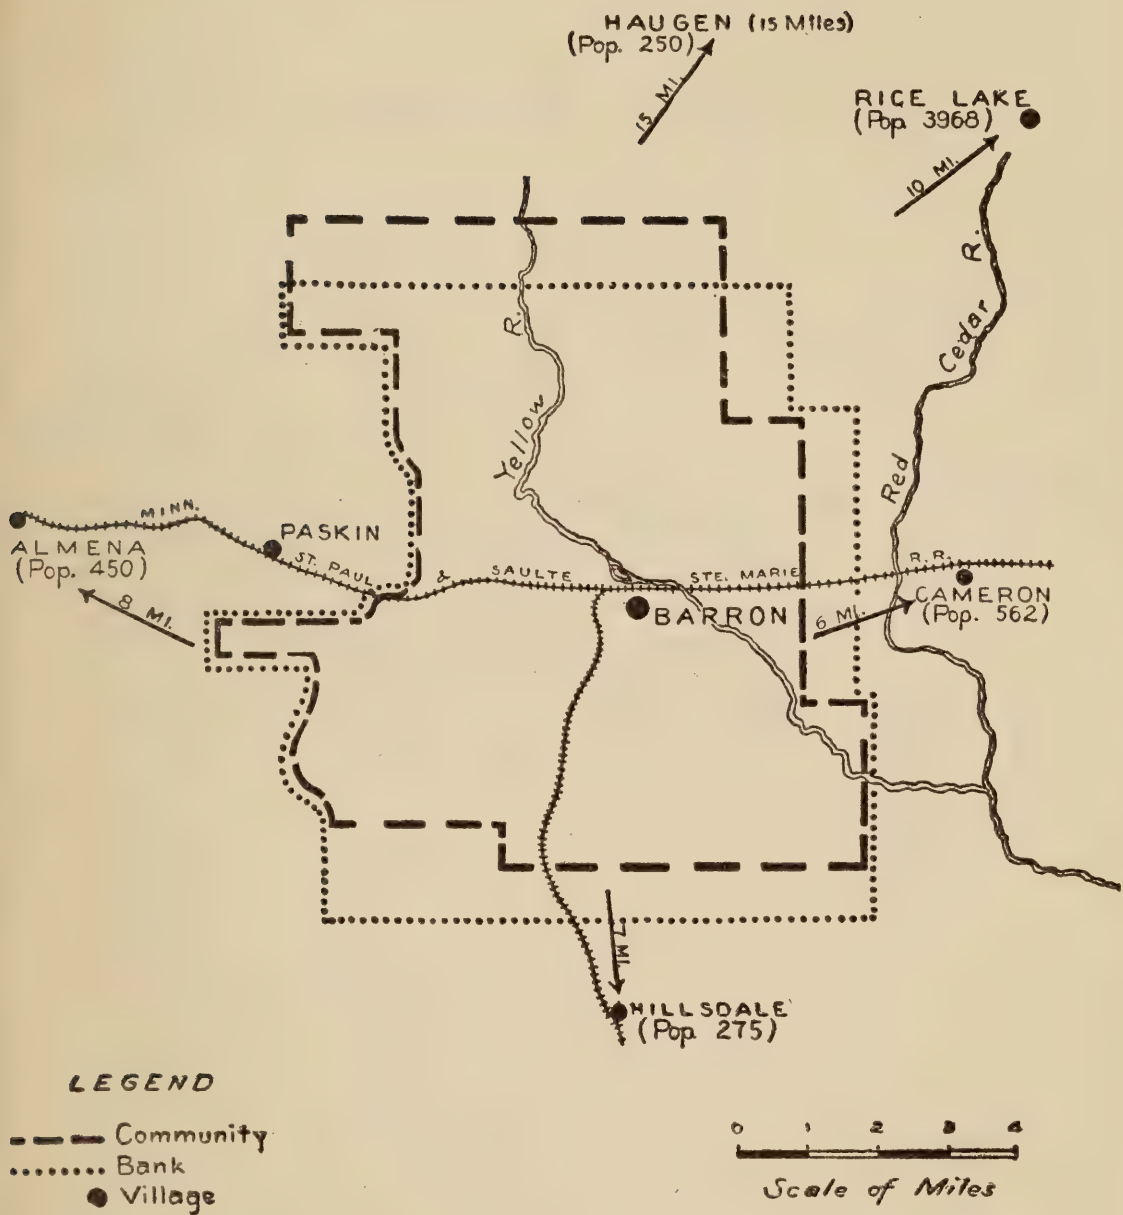 HAUGEN (15 Miles)
(Pop. 250)
15 MI.
RICE LAKE
(Pop. 3968)
10 MI.
R.
Cedar
Red
R.
Yellow
MINN.
ST. PAUL
&
SAULTE
STE. MARIE
R. R.
ALMENA
(Pop. 450)
8 MI.
PASKIN
BARRON
6 MI.
CAMERON
(Pop. 562)
7 MI.
HILLSDALE
(Pop. 275)
LEGEND
Community
Bank
Village
0 1 2 3 4
Scale of Miles